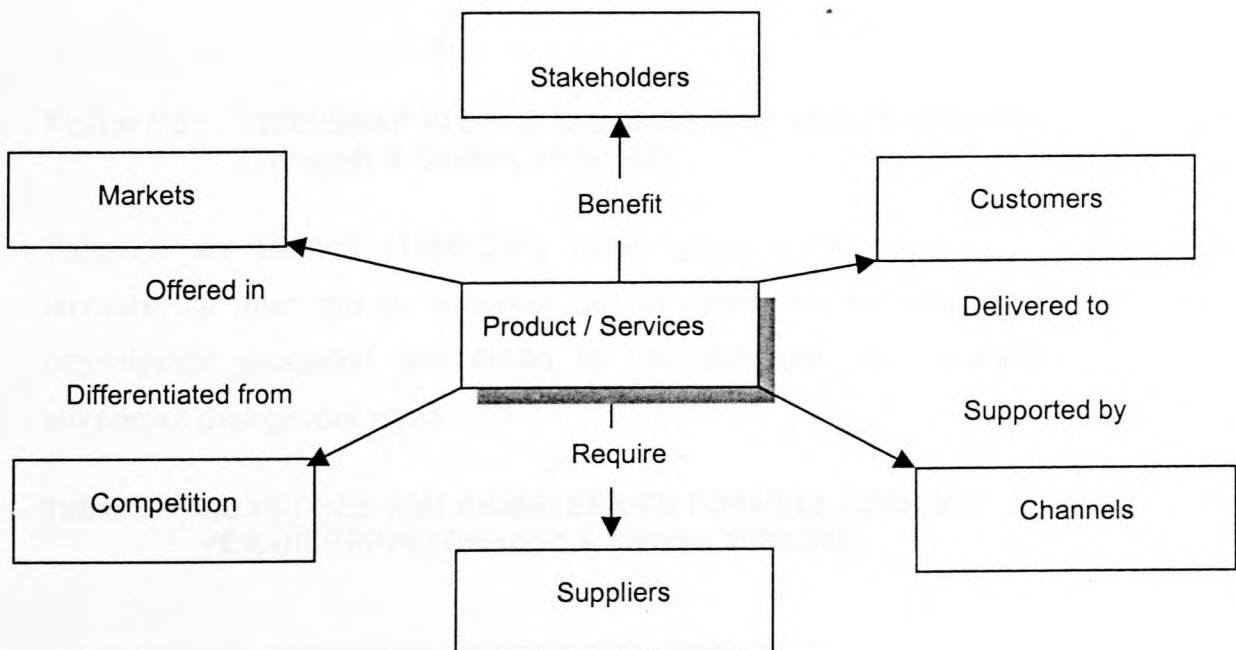 Stakeholders
Markets
Benefit
Customers
Offered in
Product / Services
Delivered to
Differentiated from
Supported by
Require
Competition
Channels
Suppliers